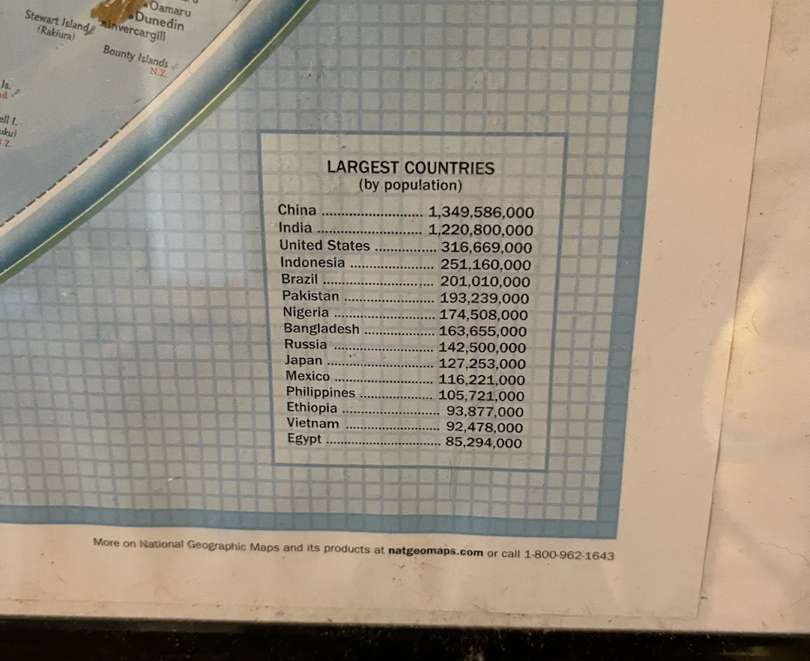 Oamaru
Dunedin
Invercargill
Stewart Island
(Rakiura)
Bounty Islands
N.Z.
Is.
LARGEST COUNTRIES
(by population)
China ........................ 1,349,586,000
India ......................... 1,220,800,000
United States ............... 316,669,000
Indonesia .................... 251,160,000
Brazil .......................... 201,010,000
Pakistan ..................... 193,239,000
Nigeria ........................ 174,508,000
Bangladesh ................. 163,655,000
Russia ........................ 142,500,000
Japan .......................... 127,253,000
Mexico ........................ 116,221,000
Philippines .................. 105,721,000
Ethiopia ........................ 93,877,000
Vietnam ....................... 92,478,000
Egypt ........................... 85,294,000
More on National Geographic Maps and its products at natgeomaps.com or call 1-800-962-1643